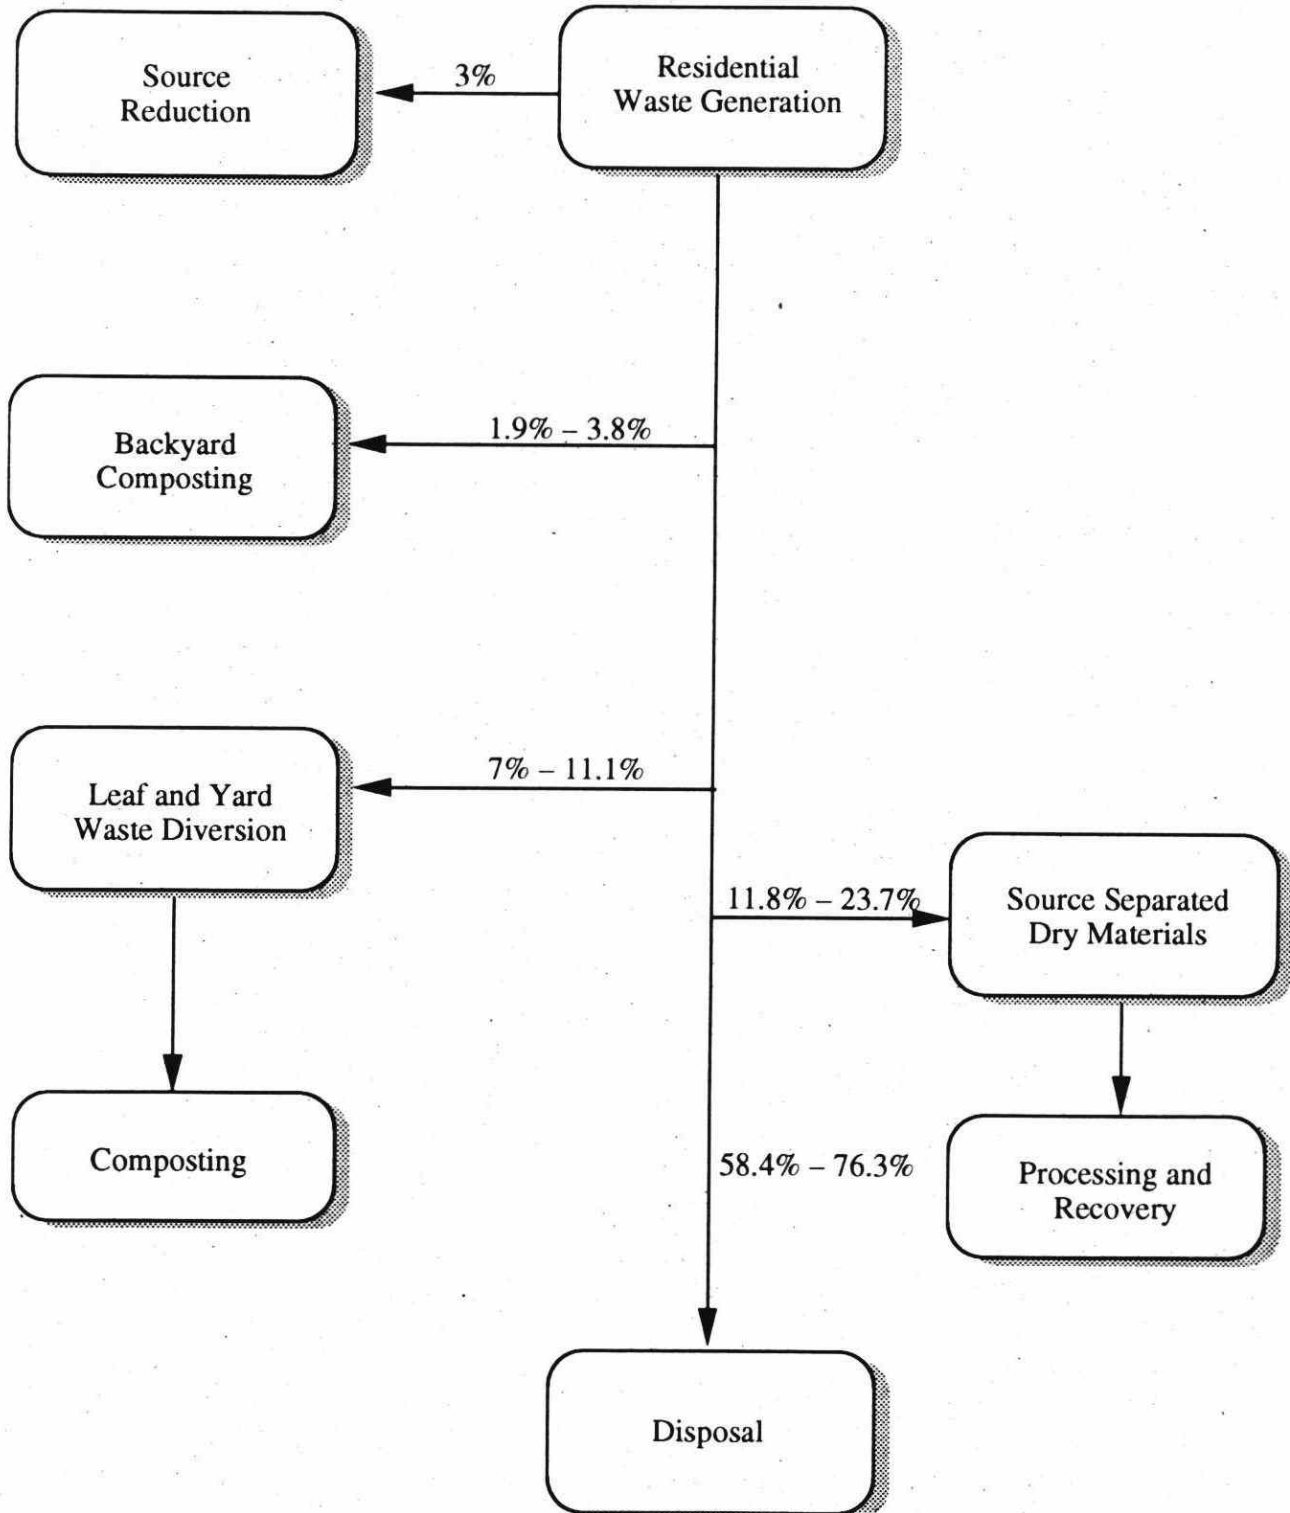 Source
Reduction
3%
Residential
Waste Generation
Backyard
Composting
1.9% – 3.8%
Leaf and Yard
Waste Diversion
7% – 11.1%
11.8% – 23.7%
Source Separated
Dry Materials
Composting
58.4% – 76.3%
Processing and
Recovery
Disposal